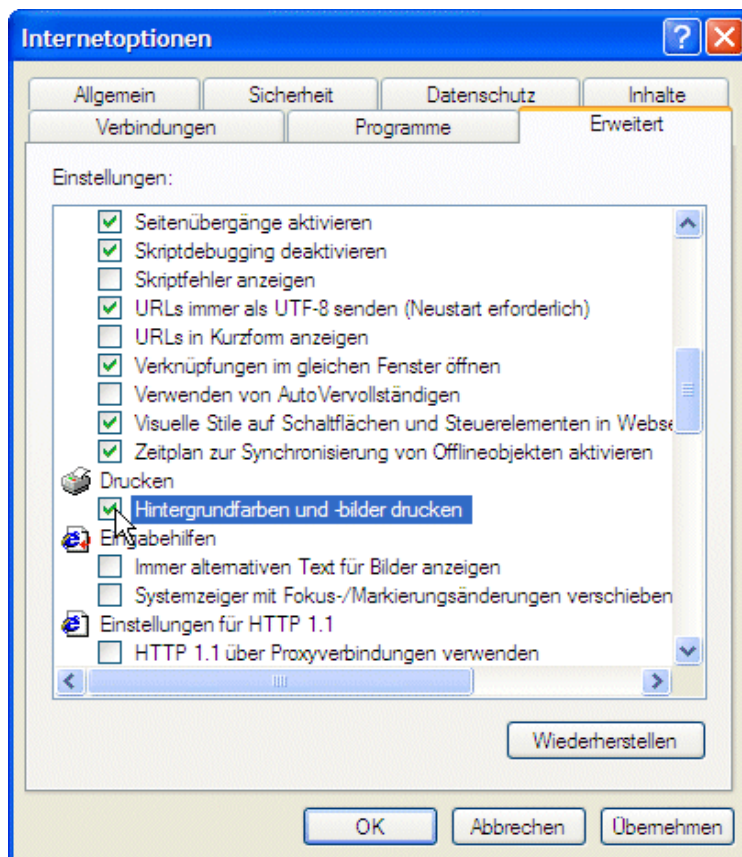 Internetoptionen
Allgemein Sicherheit Datenschutz Inhalte
Verbindungen Programme Erweitert
Einstellungen:
Seitenübergänge aktivieren
Skriptdebugging deaktivieren
Skriptfehler anzeigen
URLs immer als UTF-8 senden (Neustart erforderlich)
URLs in Kurzform anzeigen
Verknüpfungen im gleichen Fenster öffnen
Verwenden von AutoVervollständigen
Visuelle Stile auf Schaltflächen und Steuerelementen in Webse
Zeitplan zur Synchronisierung von Offlineobjekten aktivieren
Drucken
Hintergrundfarben und -bilder drucken
Eingabehilfen
Immer alternativen Text für Bilder anzeigen
Systemzeiger mit Fokus-/Markierungsänderungen verschieben
Einstellungen für HTTP 1.1
HTTP 1.1 über Proxyverbindungen verwenden
Wiederherstellen
OK Abbrechen Übernehmen